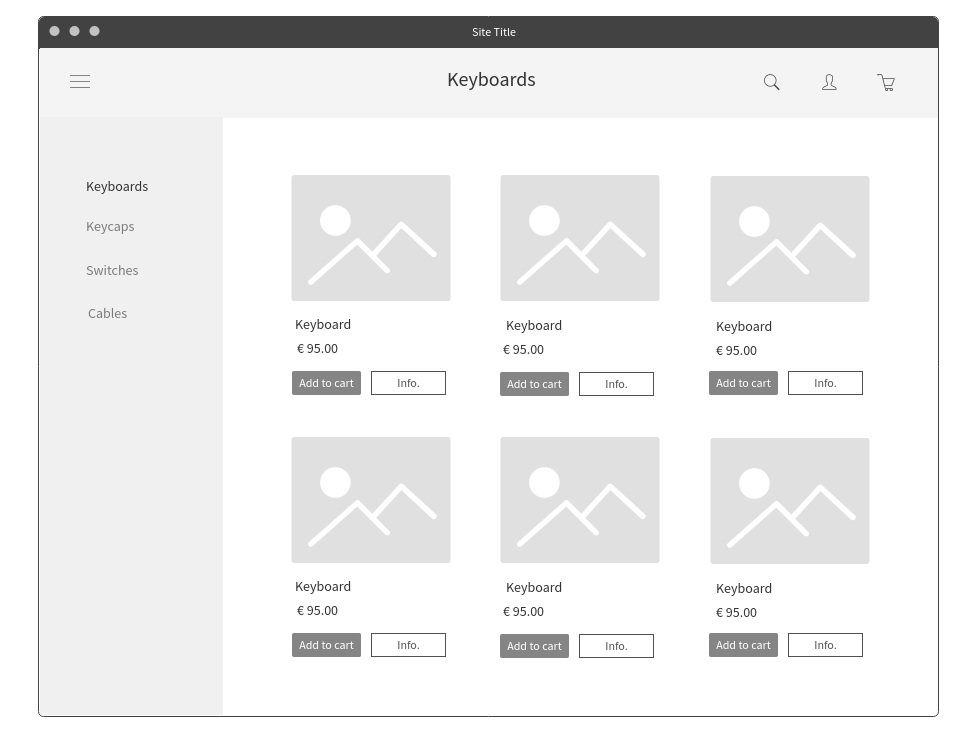 Site Title
Keyboards
Keyboards
Keycaps
Switches
Cables
Keyboard
€ 95.00
Add to cart
Info.
Keyboard
€ 95.00
Add to cart
Info.
Keyboard
€ 95.00
Add to cart
Info.
Keyboard
€ 95.00
Add to cart
Info.
Keyboard
€ 95.00
Add to cart
Info.
Keyboard
€ 95.00
Add to cart
Info.